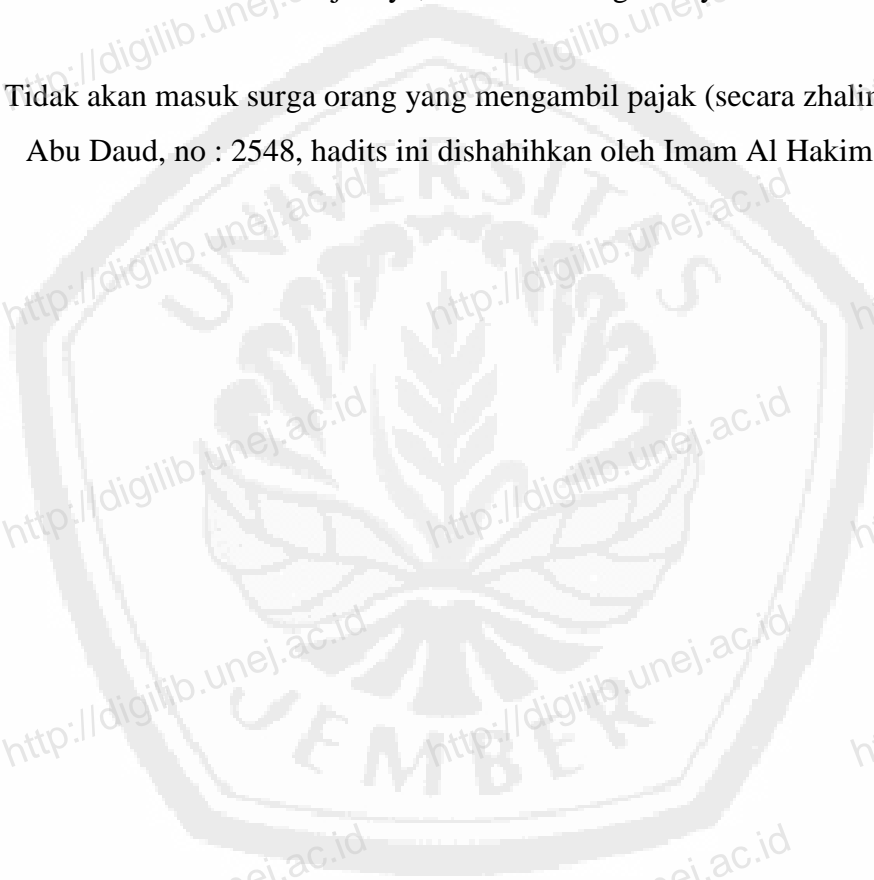 Tidak akan masuk surga orang yang mengambil pajak (secara
Abu Daud, no : 2548, hadits ini dishahihkan oleh Imam Al Hakim
http://digilib.unej.ac.id
http://digilib.unej.ac.id
UNIVERSITAS
http://digilib.unej.ac.id
http://digilib.unej.ac.id
http://digilib.unej.ac.id
http://digilib.unej.ac.id
http://digilib.unej.ac.id
http://digilib.unej.ac.id
JEMBER